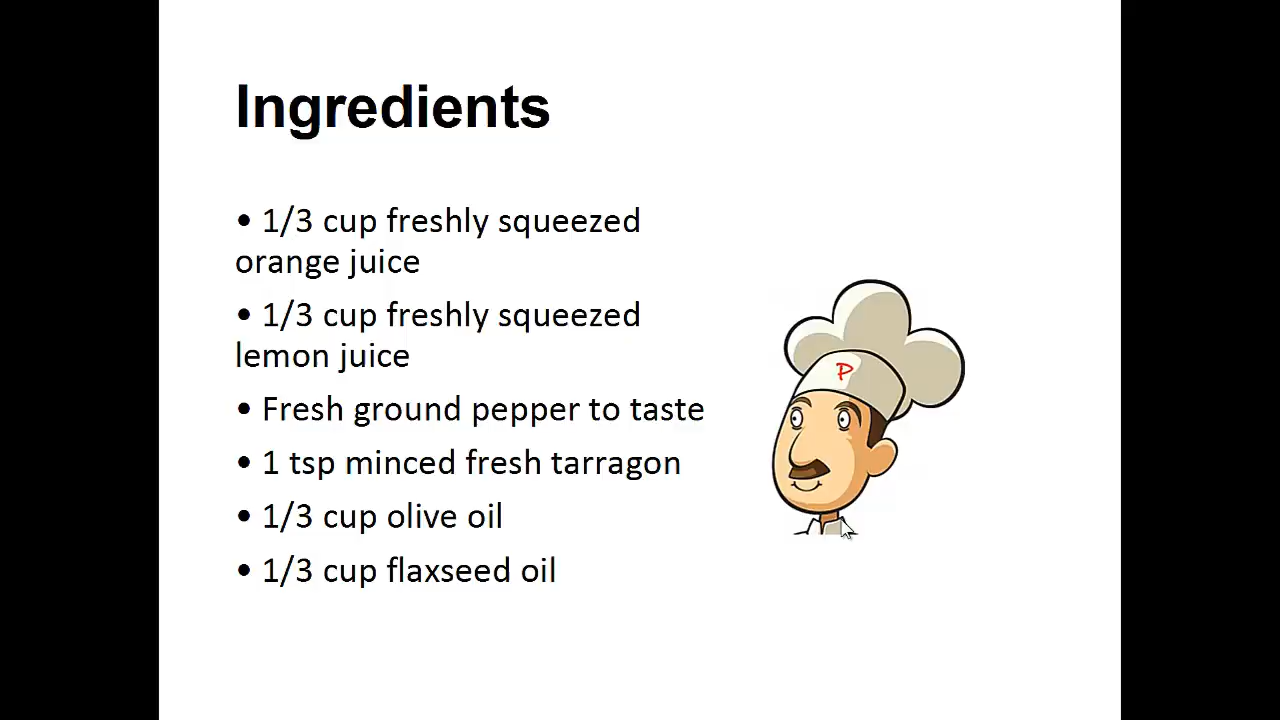 Ingredients
• 1/3 cup freshly squeezed
orange juice
• 1/3 cup freshly squeezed
lemon juice
• Fresh ground pepper to taste
• 1 tsp minced fresh tarragon
• 1/3 cup olive oil
• 1/3 cup flaxseed oil
P